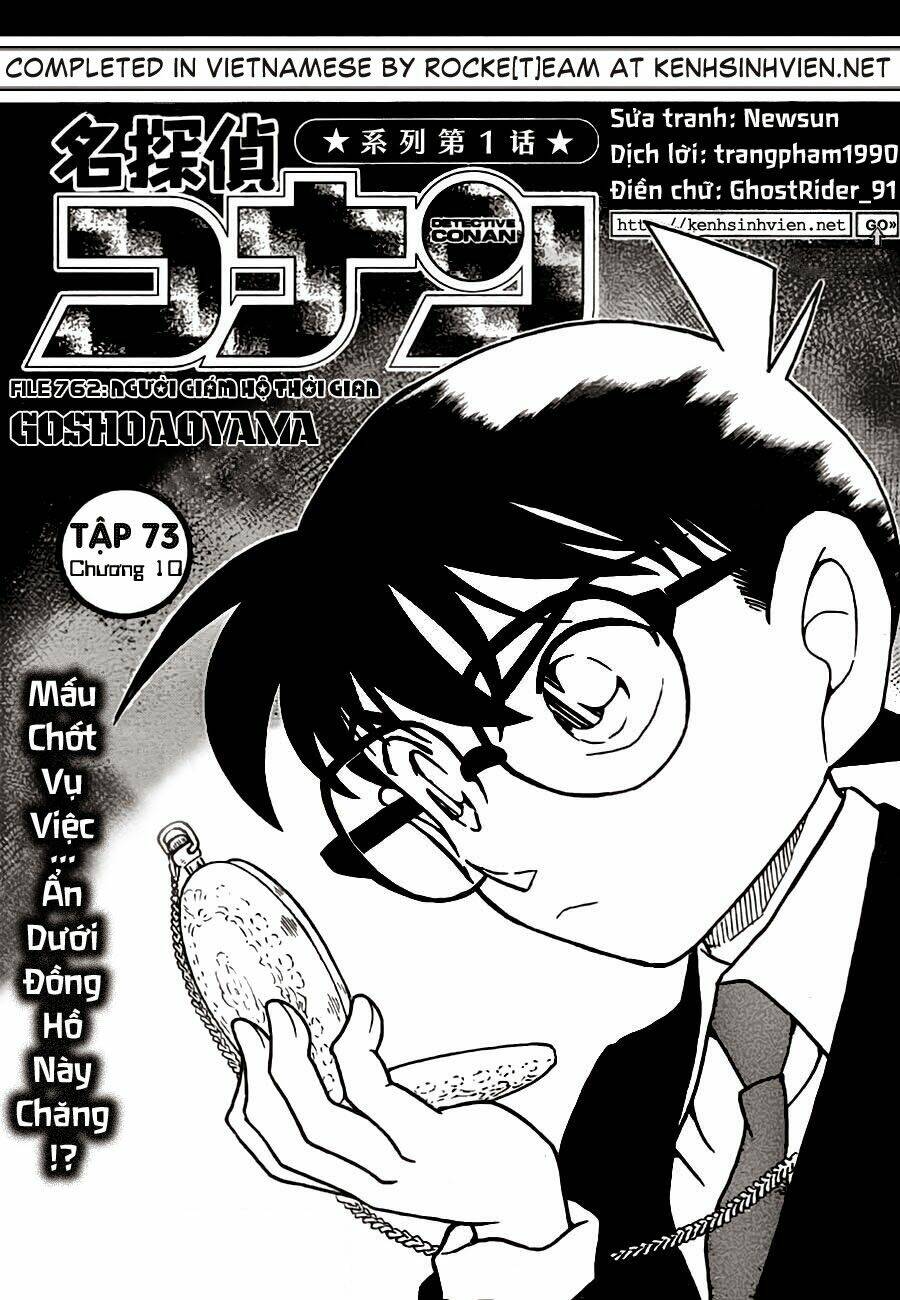 COMPLETED IN VIETNAMESE BY ROCKE[T]EAM AT KENHSINHVIEN.NET
名探偵
★系列第1话★
コナン
DETECTIVE
CONAN
Sửa tranh: Newsun
Dịch lời: trangpham1990
Điền chữ: GhostRider_91
http://kenhsinhvien.net GO»
FILE 762: NGƯỜI GIÁM HỘ THỜI GIAN
GOSHO AOYAMA
TẬP 73
Chương 10
Mấu
Chốt
Vụ
Việc
...
Ẩn
Dưới
Đồng
Hồ
Này
Chăng
!?